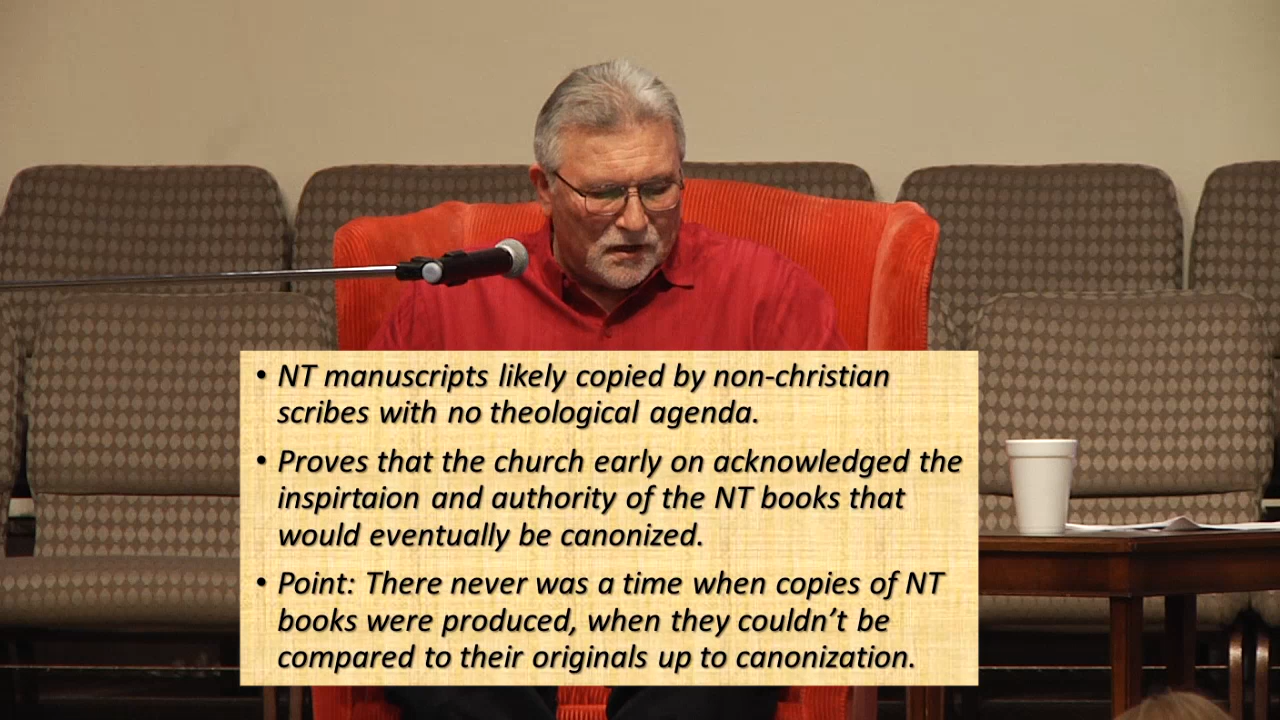 • NT manuscripts likely copied by non-christian
scribes with no theological agenda.
• Proves that the church early on acknowledged the
inspirtaion and authority of the NT books that
would eventually be canonized.
• Point: There never was a time when copies of NT
books were produced, when they couldn't be
compared to their originals up to canonization.